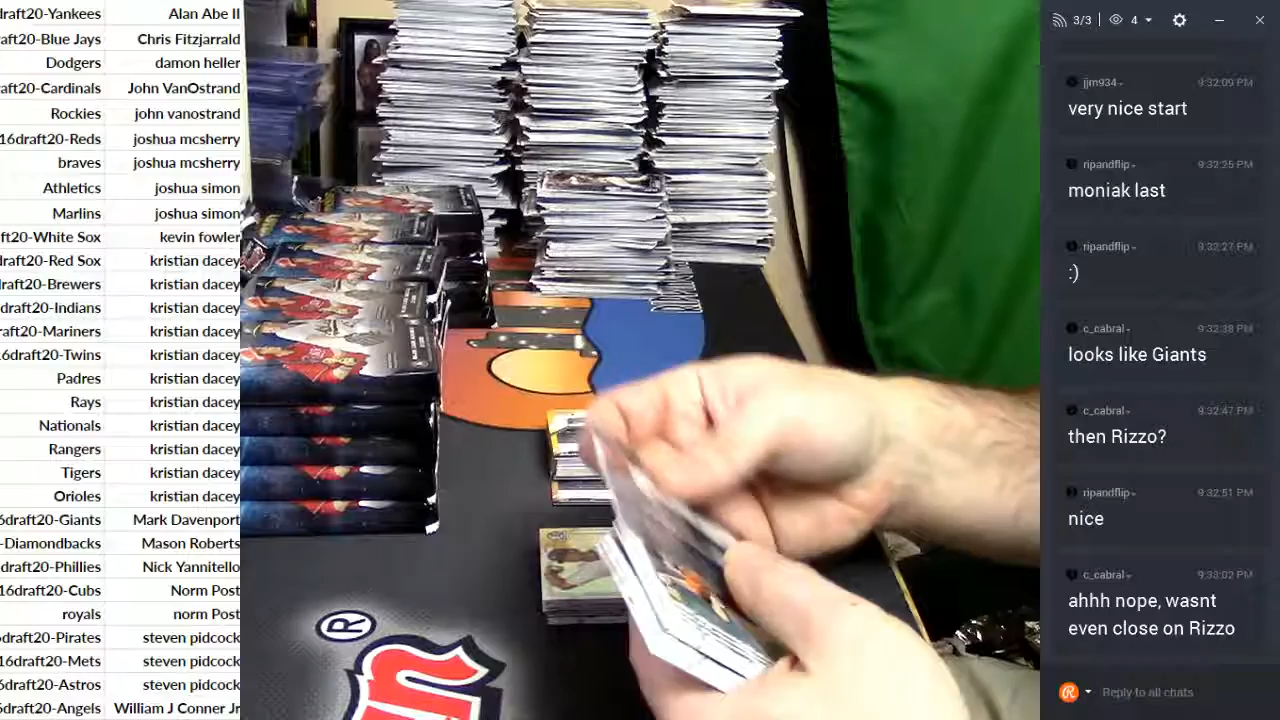 draft20-Yankees Alan Abe II
aft20-Blue Jays Chris Fitzjarrald
Dodgers damon heller
raft20-Cardinals John VanOstrand
Rockies john vanostrand
16draft20-Reds joshua mcsherry
braves joshua mcsherry
Athletics joshua simon
Marlins joshua simon
ft20-White Sox kevin fowler
raft20-Red Sox kristian dacey
draft20-Brewers kristian dacey
draft20-Indians kristian dacey
raft20-Mariners kristian dacey
16draft20-Twins kristian dacey
Padres kristian dacey
Rays kristian dacey
Nationals kristian dacey
Rangers kristian dacey
Tigers kristian dacey
Orioles kristian dacey
6draft20-Giants Mark Davenport
-Diamondbacks Mason Roberts
draft20-Phillies Nick Yannitello
16draft20-Cubs Norm Post
royals norm Post
draft20-Pirates steven pidcock
16draft20-Mets steven pidcock
6draft20-Astros steven pidcock
6draft20-Angels William J Conner Jr
®
3/3 4
jjm934 9:32:09 PM
very nice start
ripandflip 9:32:25 PM
moniak last
ripandflip 9:32:27 PM
:)
c_cabral 9:32:38 PM
looks like Giants
c_cabral 9:32:47 PM
then Rizzo?
ripandflip 9:32:51 PM
nice
c_cabral 9:33:02 PM
ahhh nope, wasnt
even close on Rizzo
Reply to all chats